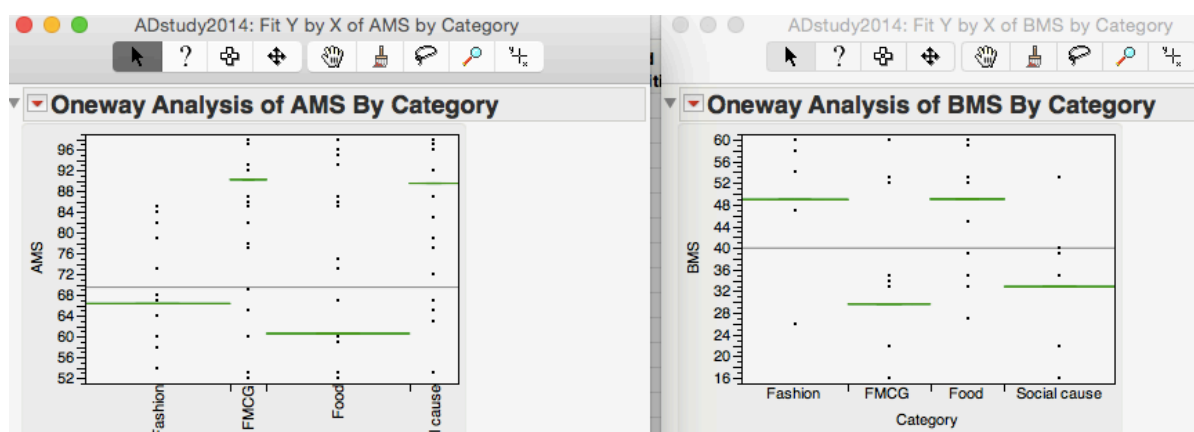 ADstudy2014: Fit Y by X of AMS by Category
Oneway Analysis of AMS By Category
AMS
96
92
88
84
80
76
72
68
64
60
56
52
FMCG
Food
ADstudy2014: Fit Y by X of BMS by Category
Oneway Analysis of BMS By Category
BMS
60
56
52
48
44
40
36
32
28
24
20
16
Fashion FMCG Food Social cause
Category